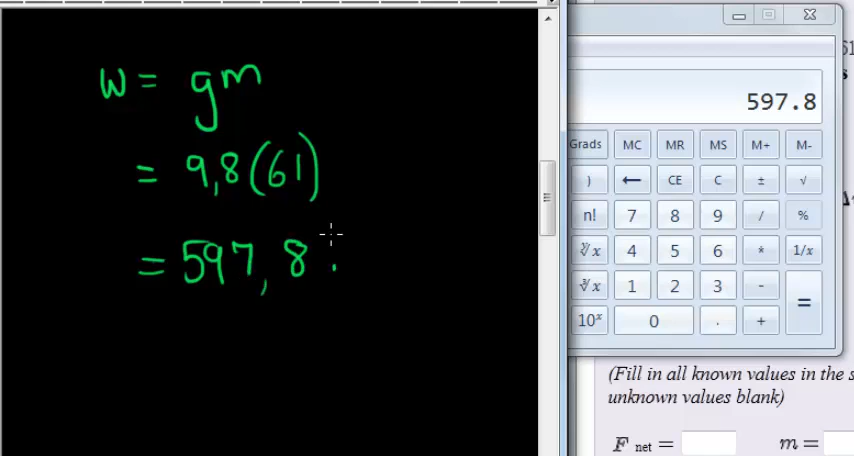 w = gm
= 9,8(61)
= 597,8 .
597.8
Grads MC MR MS M+ M-
) ← CE C ± √
n! 7 8 9 / %
ʸ√x 4 5 6 * 1/x
³√x 1 2 3 - =
10ˣ 0 . +
(Fill in all known values in the s
unknown values blank)
F net = m =